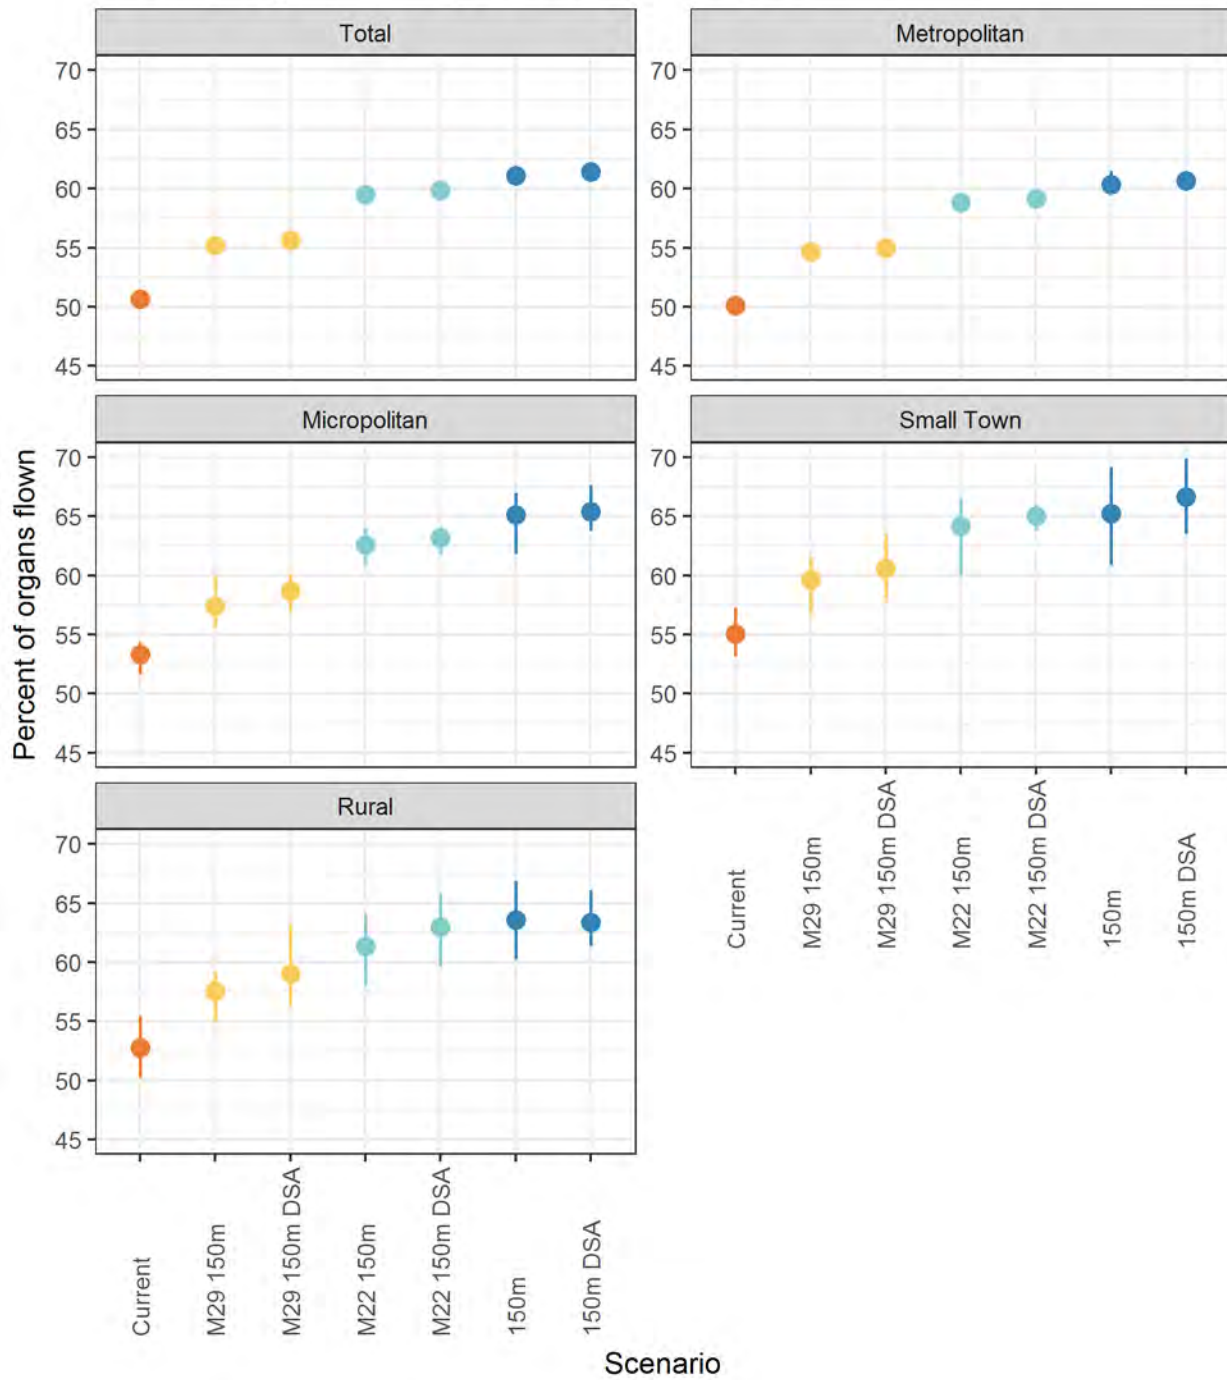 Total
Metropolitan
70
65
60
55
50
45
70
65
60
55
50
45
Micropolitan
Small Town
70
65
60
55
50
45
70
65
60
55
50
45
Rural
70
65
60
55
50
45
Percent of organs flown
Current
M29 150m
M29 150m DSA
M22 150m
M22 150m DSA
150m
150m DSA
Current
M29 150m
M29 150m DSA
M22 150m
M22 150m DSA
150m
150m DSA
Scenario